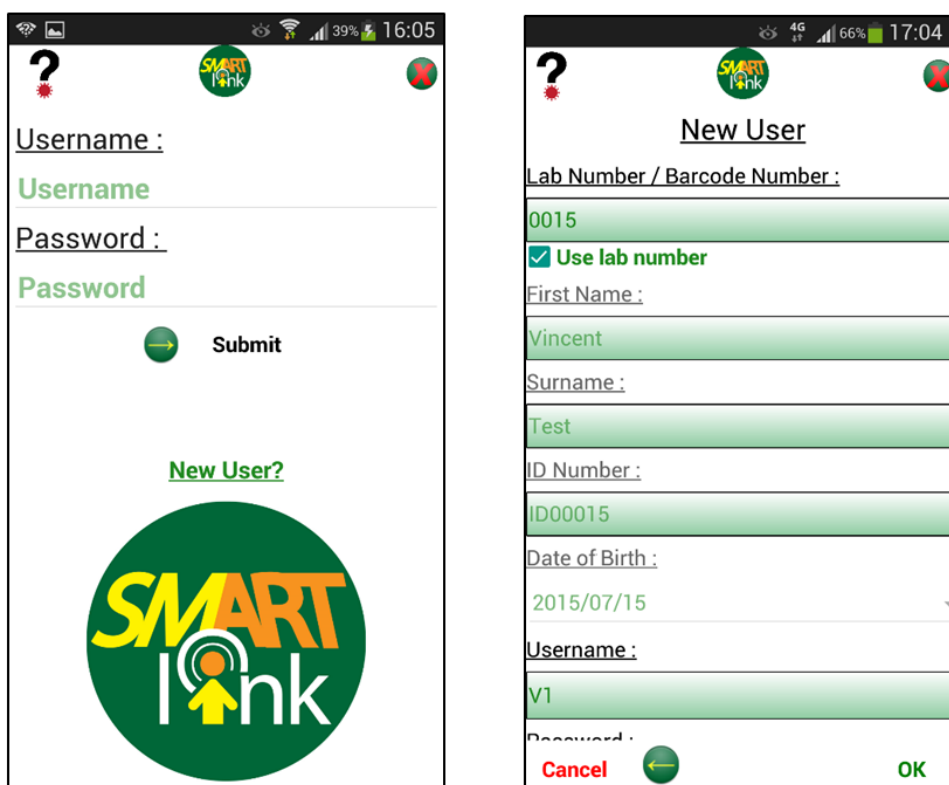 39% 16:05
?
SMART
link
Username :
Username
Password :
Password
Submit
New User?
SMART
link
4G 66% 17:04
?
SMART
link
New User
Lab Number / Barcode Number :
0015
Use lab number
First Name :
Vincent
Surname :
Test
ID Number :
ID00015
Date of Birth :
2015/07/15
Username :
V1
Password :
Cancel OK